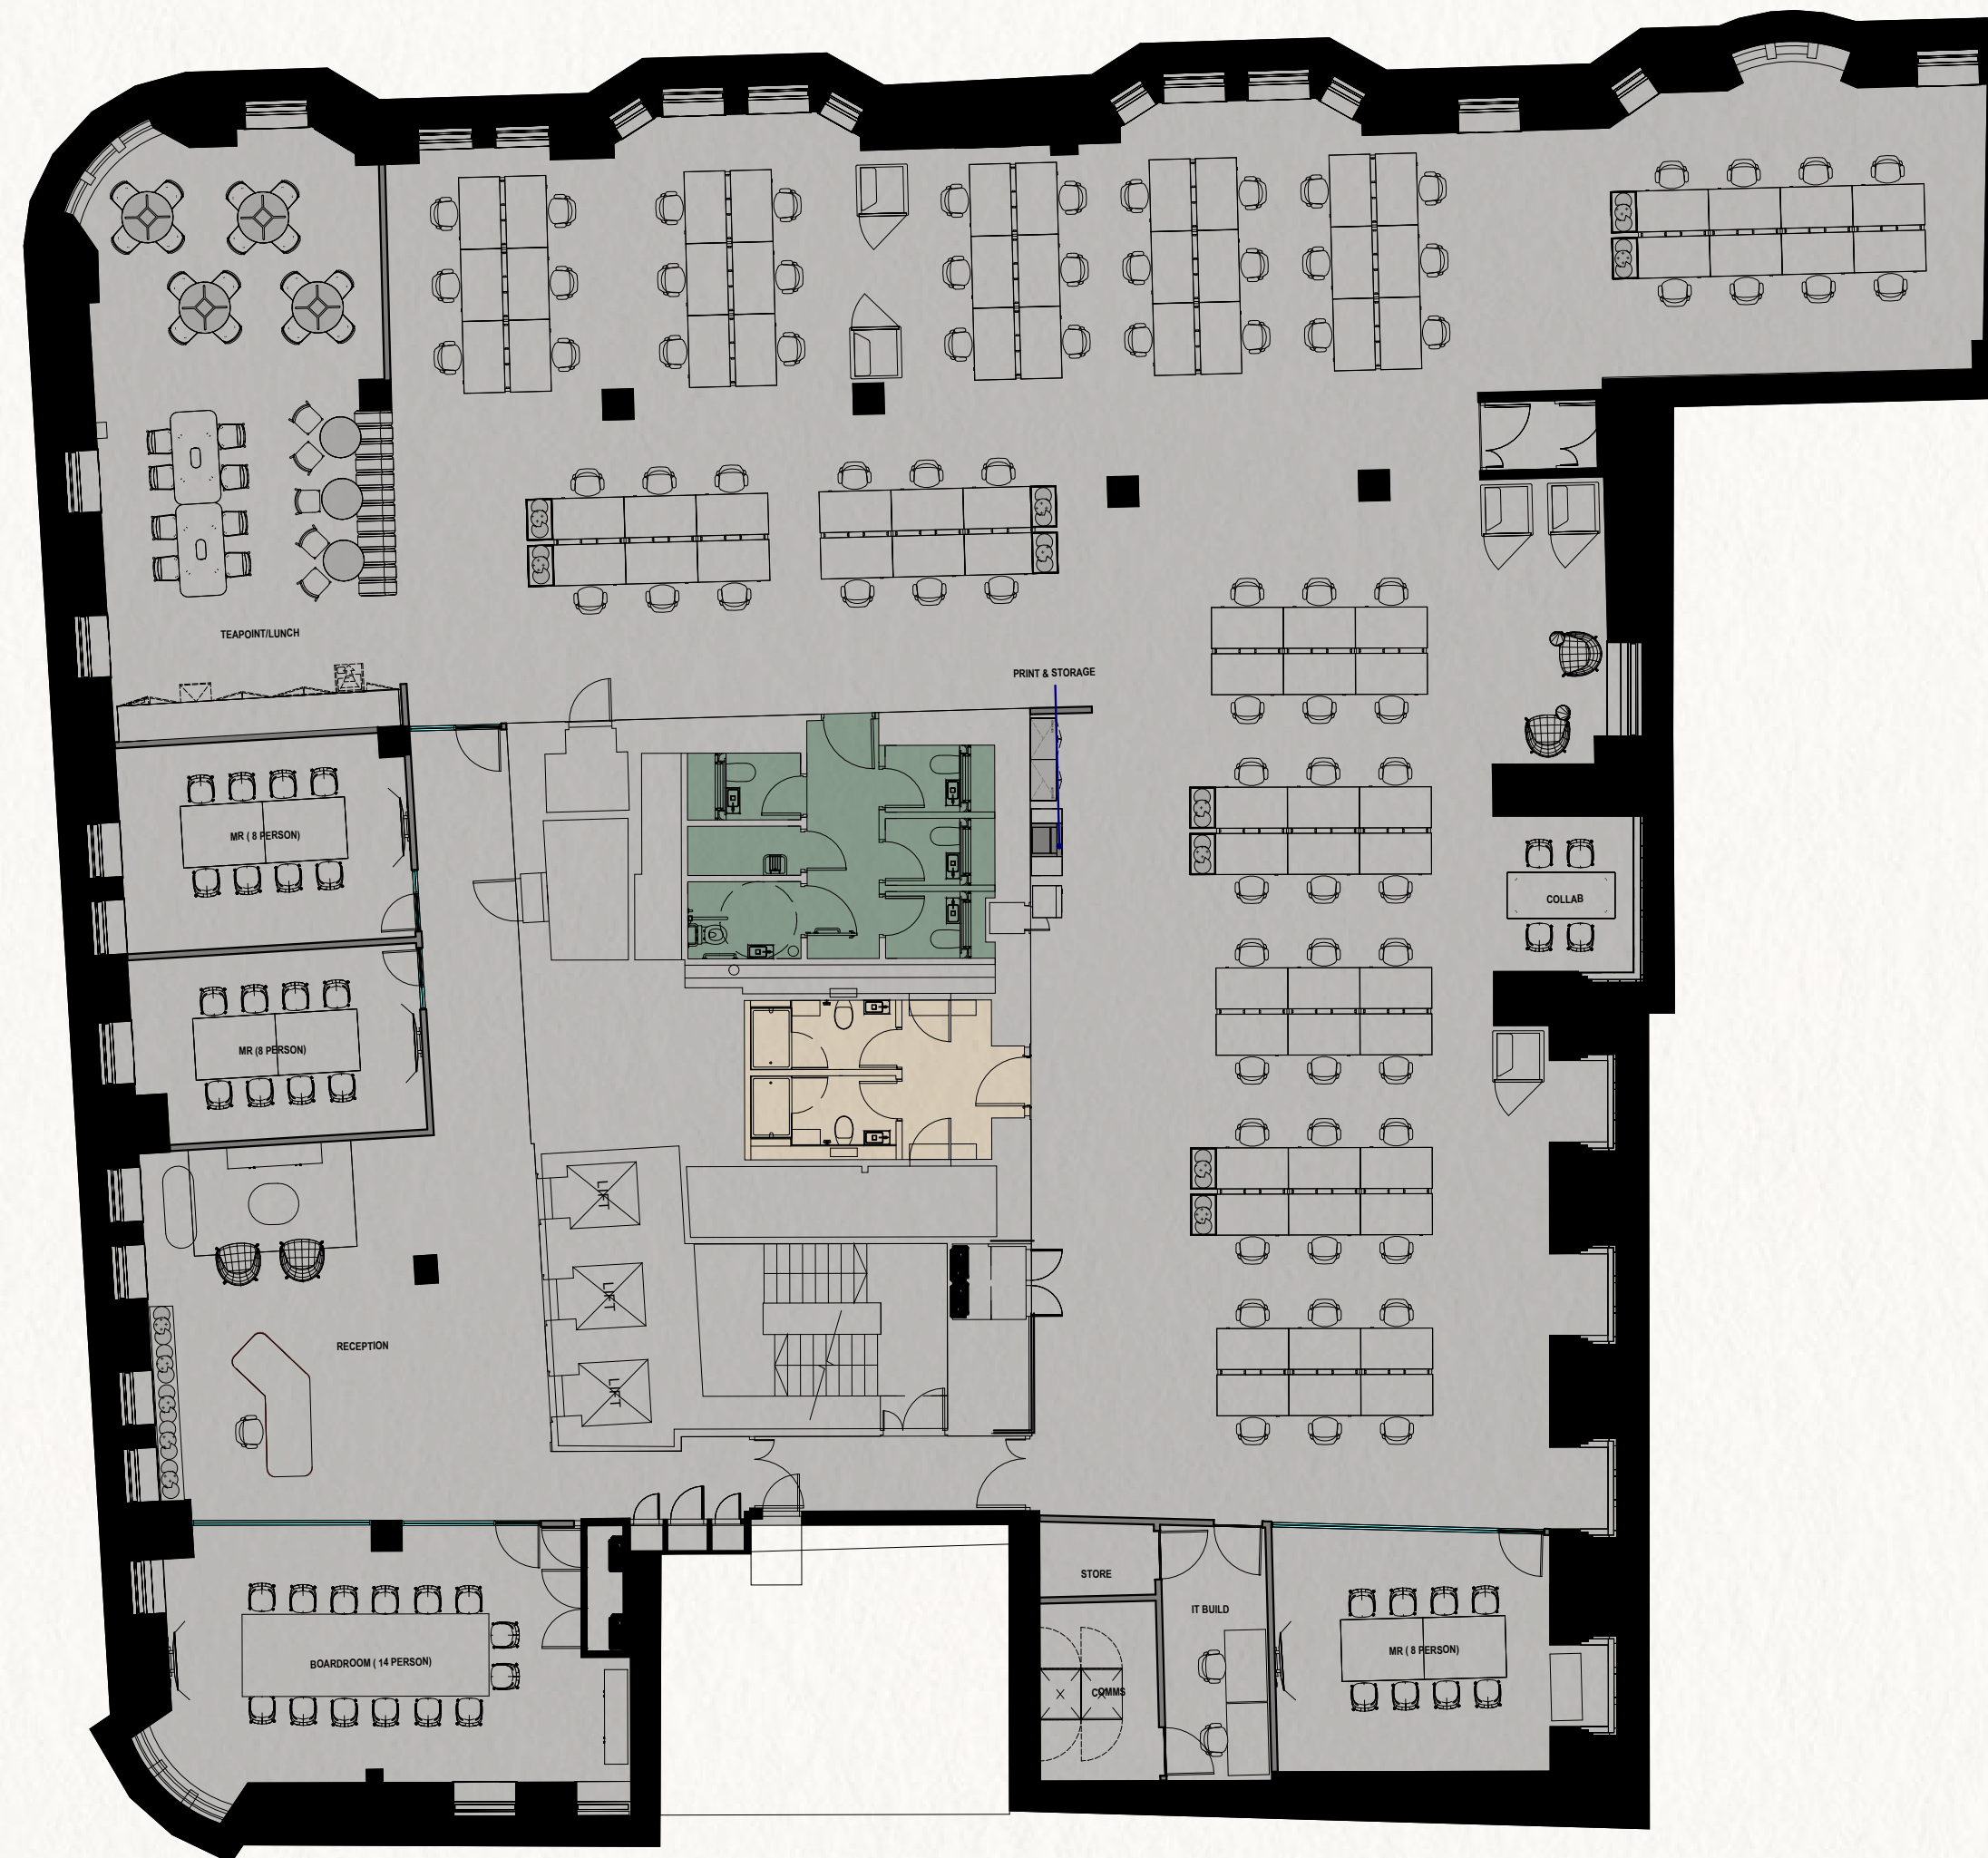 TEAPOINT/LUNCH
PRINT & STORAGE
MR ( 8 PERSON)
COLLAB
MR (8 PERSON)
LIFT
LIFT
RECEPTION
LIFT
STORE
IT BUILD
BOARDROOM ( 14 PERSON)
MR ( 8 PERSON)
COMMS